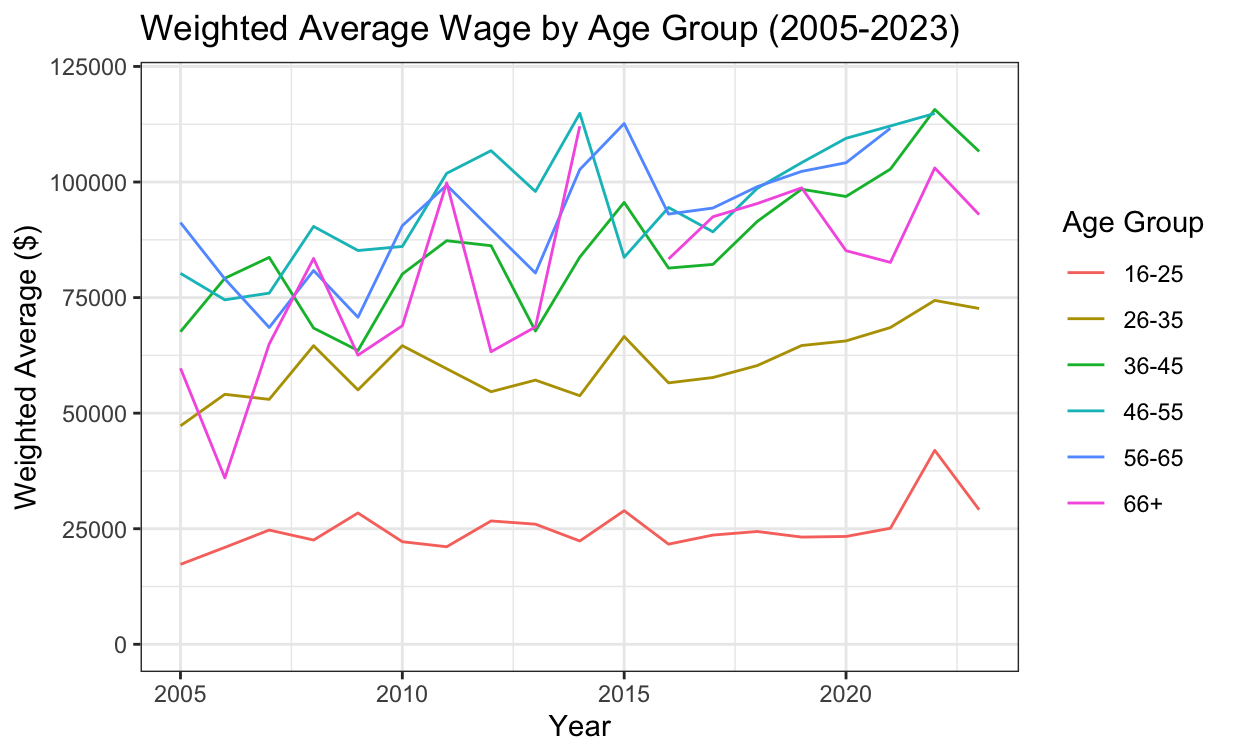 Weighted Average Wage by Age Group (2005-2023)
125000
100000
75000
50000
25000
0
Weighted Average ($)
2005 2010 2015 2020
Year
Age Group
16-25
26-35
36-45
46-55
56-65
66+